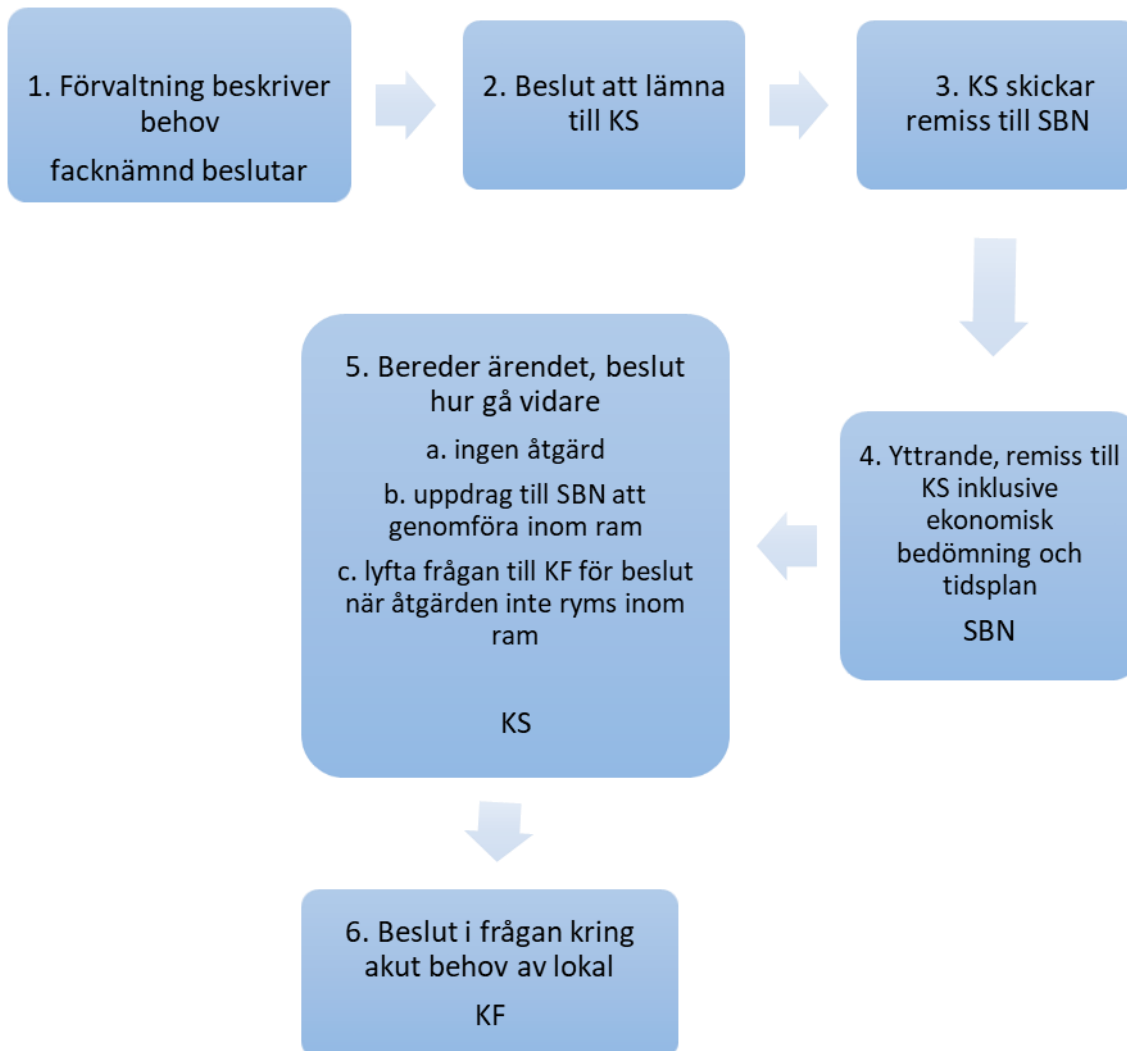 1. Förvaltning beskriver
behov
facknämnd beslutar
2. Beslut att lämna
till KS
3. KS skickar
remiss till SBN
4. Yttrande, remiss till
KS inklusive
ekonomisk
bedömning och
tidsplan
SBN
5. Bereder ärendet, beslut
hur gå vidare
a. ingen åtgärd
b. uppdrag till SBN att
genomföra inom ram
c. lyfta frågan till KF för beslut
när åtgärden inte ryms inom
ram
KS
6. Beslut i frågan kring
akut behov av lokal
KF